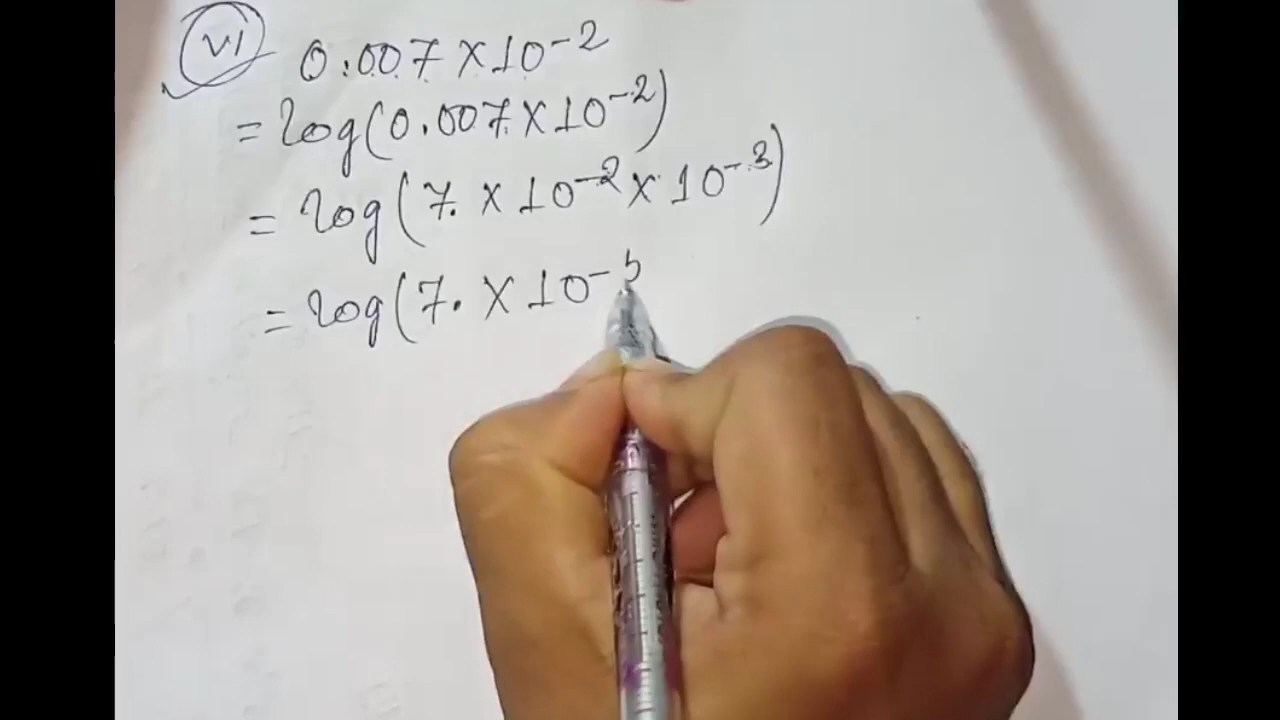 vi 0.007 × 10⁻²
= log(0.007 × 10⁻²)
= log(7. × 10⁻² × 10⁻³)
= log(7. × 10⁻⁵